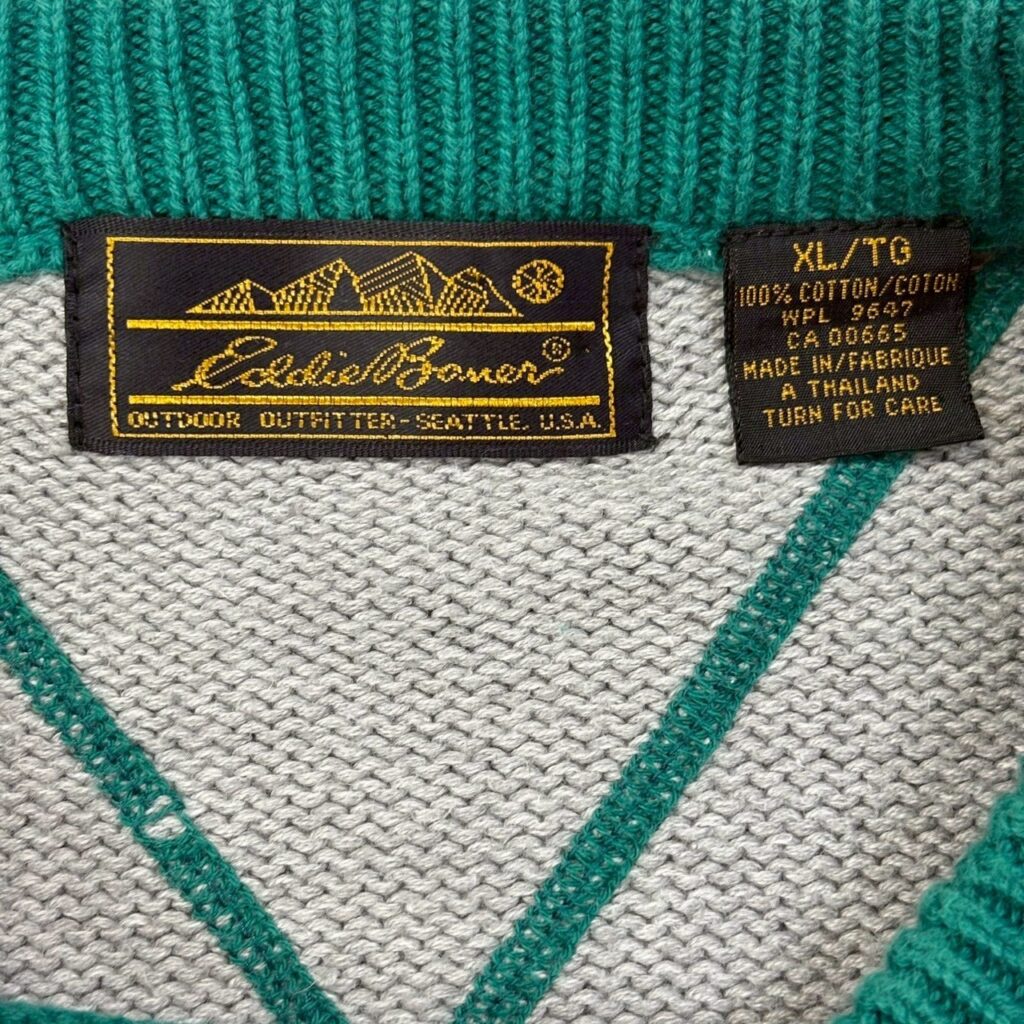 Eddie Bauer®
OUTDOOR OUTFITTER-SEATTLE, U.S.A.
XL/TG
100% COTTON/COTON
WPL 9647
CA 00665
MADE IN/FABRIQUE
A THAILAND
TURN FOR CARE